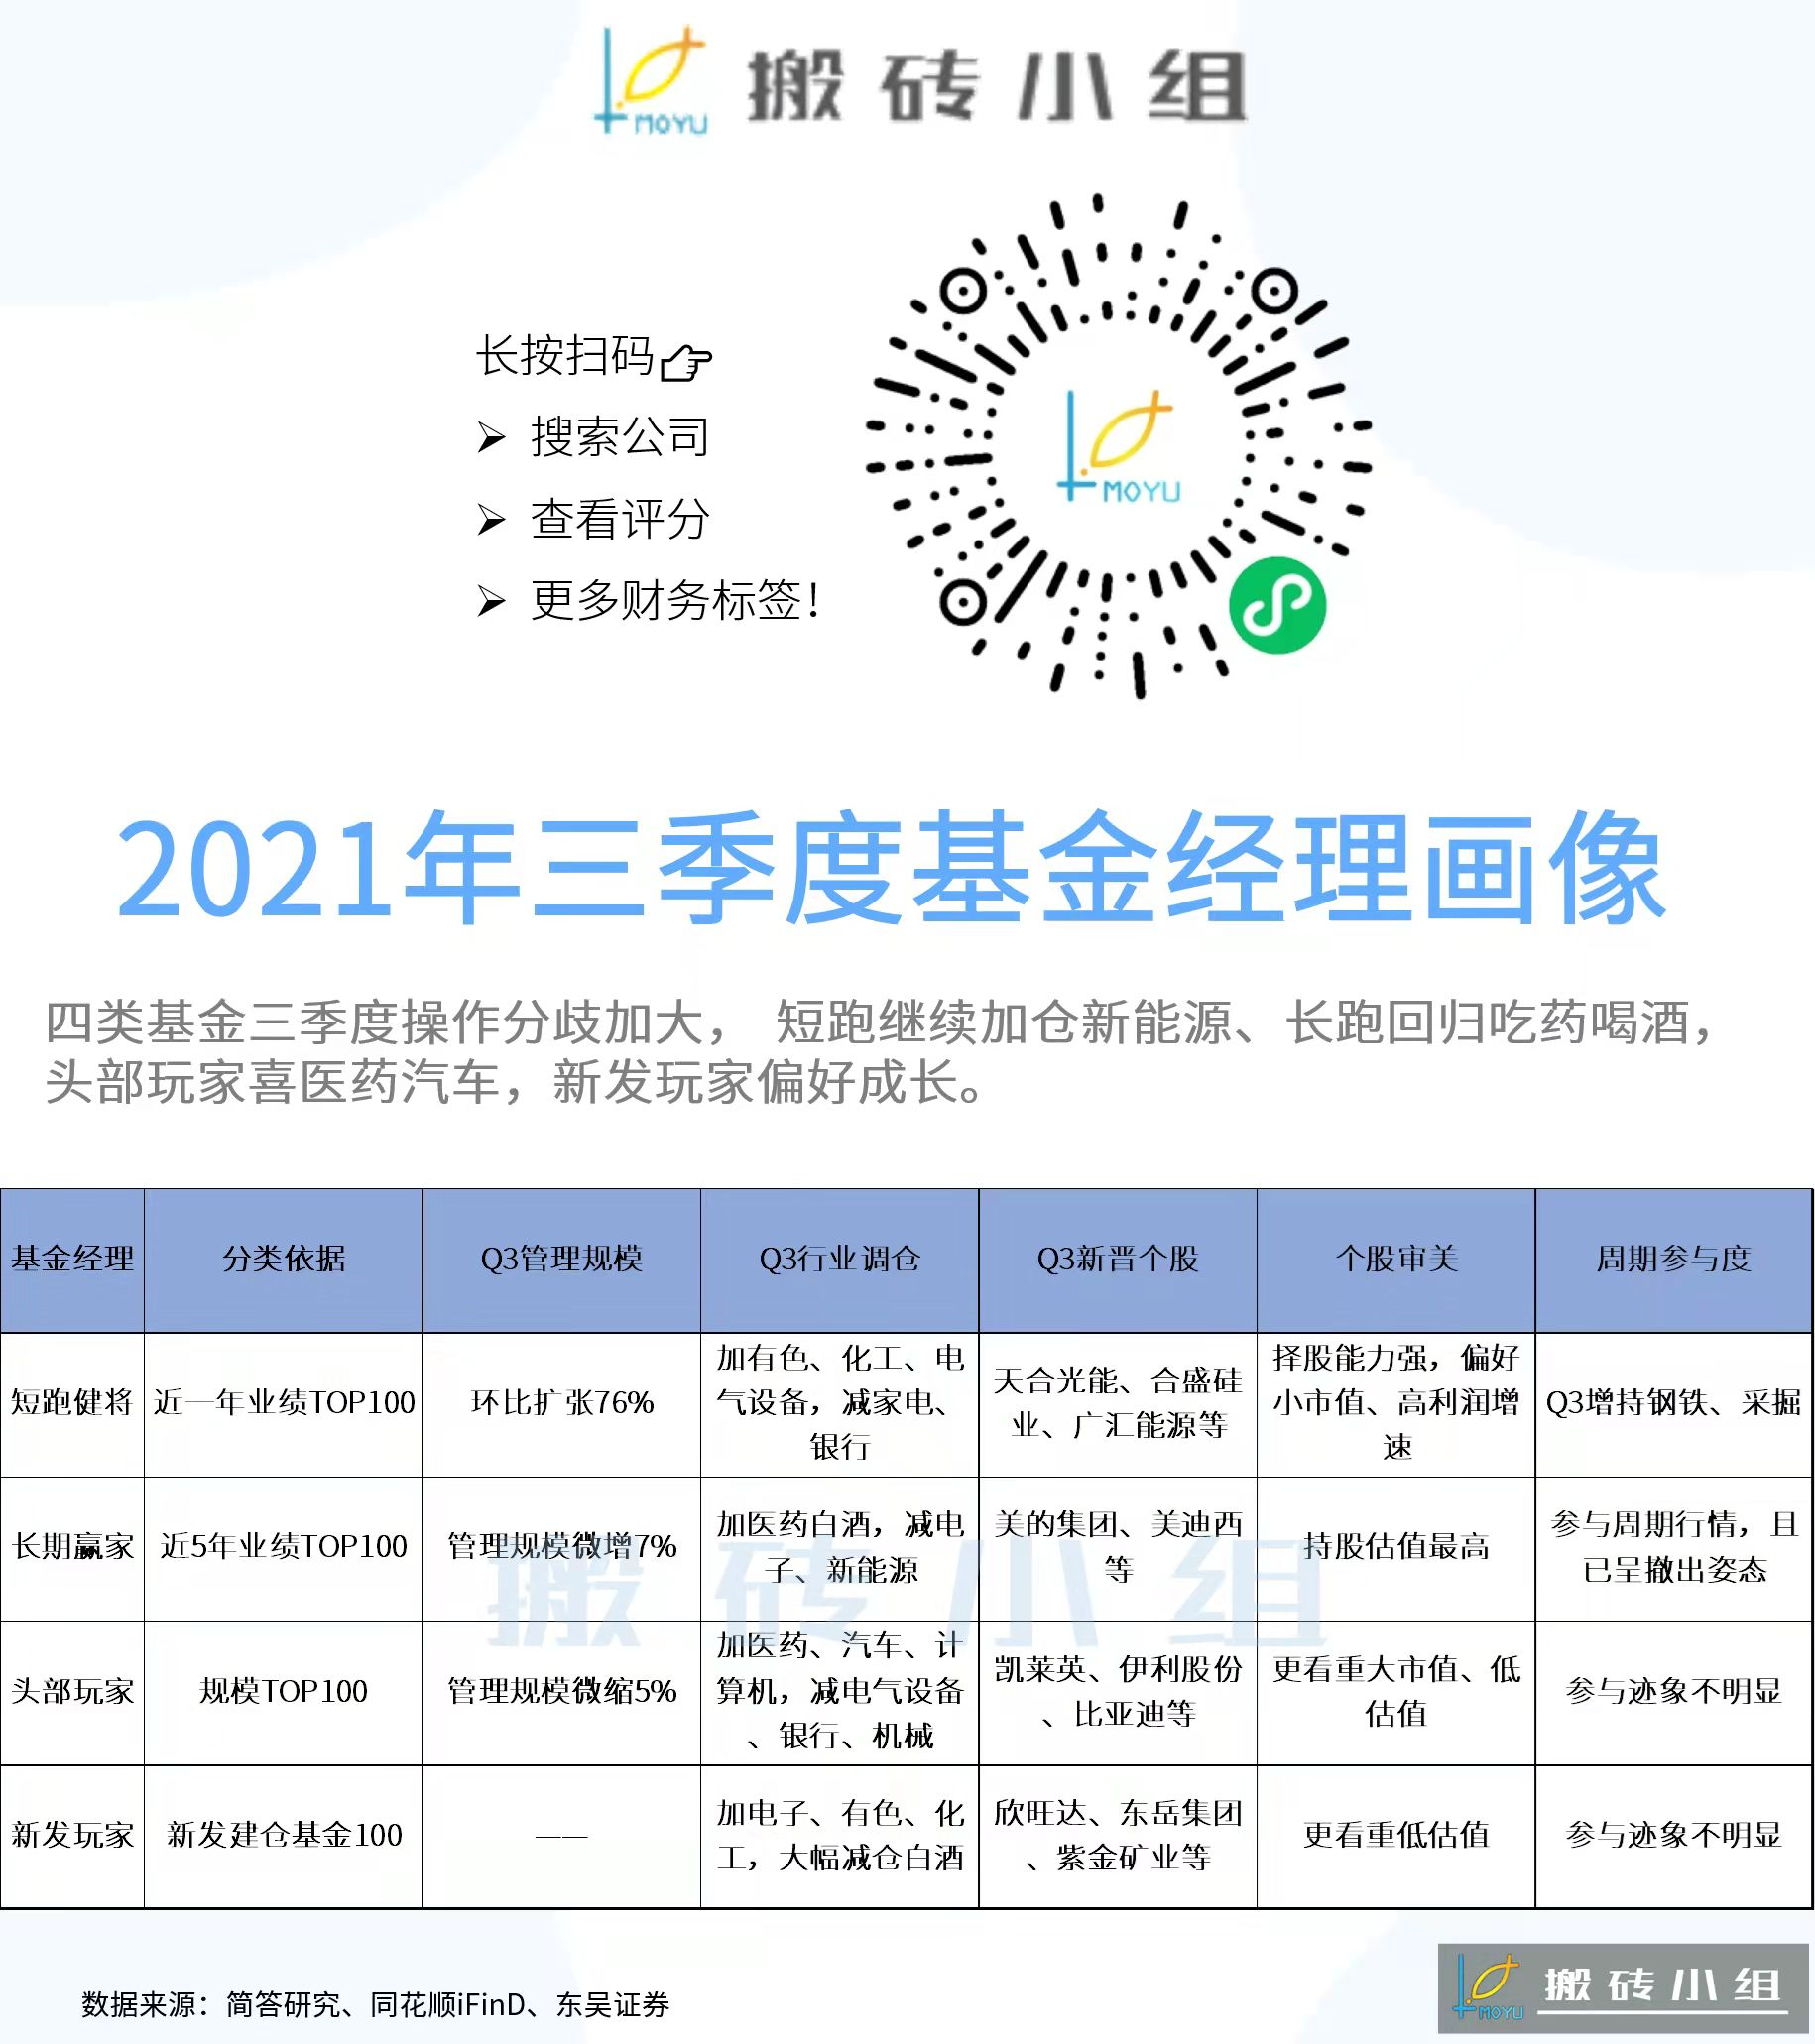 MOYU 搬砖小组
长按扫码
搜索公司
查看评分
更多财务标签！
MOYU
2021年三季度基金经理画像
四类基金三季度操作分歧加大， 短跑继续加仓新能源、长跑回归吃药喝酒，
头部玩家喜医药汽车，新发玩家偏好成长。
基金经理 分类依据 Q3管理规模 Q3行业调仓 Q3新晋个股 个股审美 周期参与度
短跑健将 近一年业绩TOP100 环比扩张76%
加有色、化工、电
气设备，减家电、
银行
天合光能、合盛硅
业、广汇能源等
择股能力强，偏好
小市值、高利润增
速
Q3增持钢铁、采掘
长期赢家 近5年业绩TOP100 管理规模微增7%
加医药白酒，减电
子、新能源
美的集团、美迪西
等
持股估值最高
参与周期行情，且
已呈撤出姿态
搬砖小组
头部玩家 规模TOP100 管理规模微缩5%
加医药、汽车、计
算机，减电气设备
、银行、机械
凯莱英、伊利股份
、比亚迪等
更看重大市值、低
估值
参与迹象不明显
新发玩家 新发建仓基金100 ——
加电子、有色、化
工，大幅减仓白酒
欣旺达、东岳集团
、紫金矿业等
更看重低估值
参与迹象不明显
数据来源：简答研究、同花顺iFinD、东吴证券
MOYU 搬砖小组